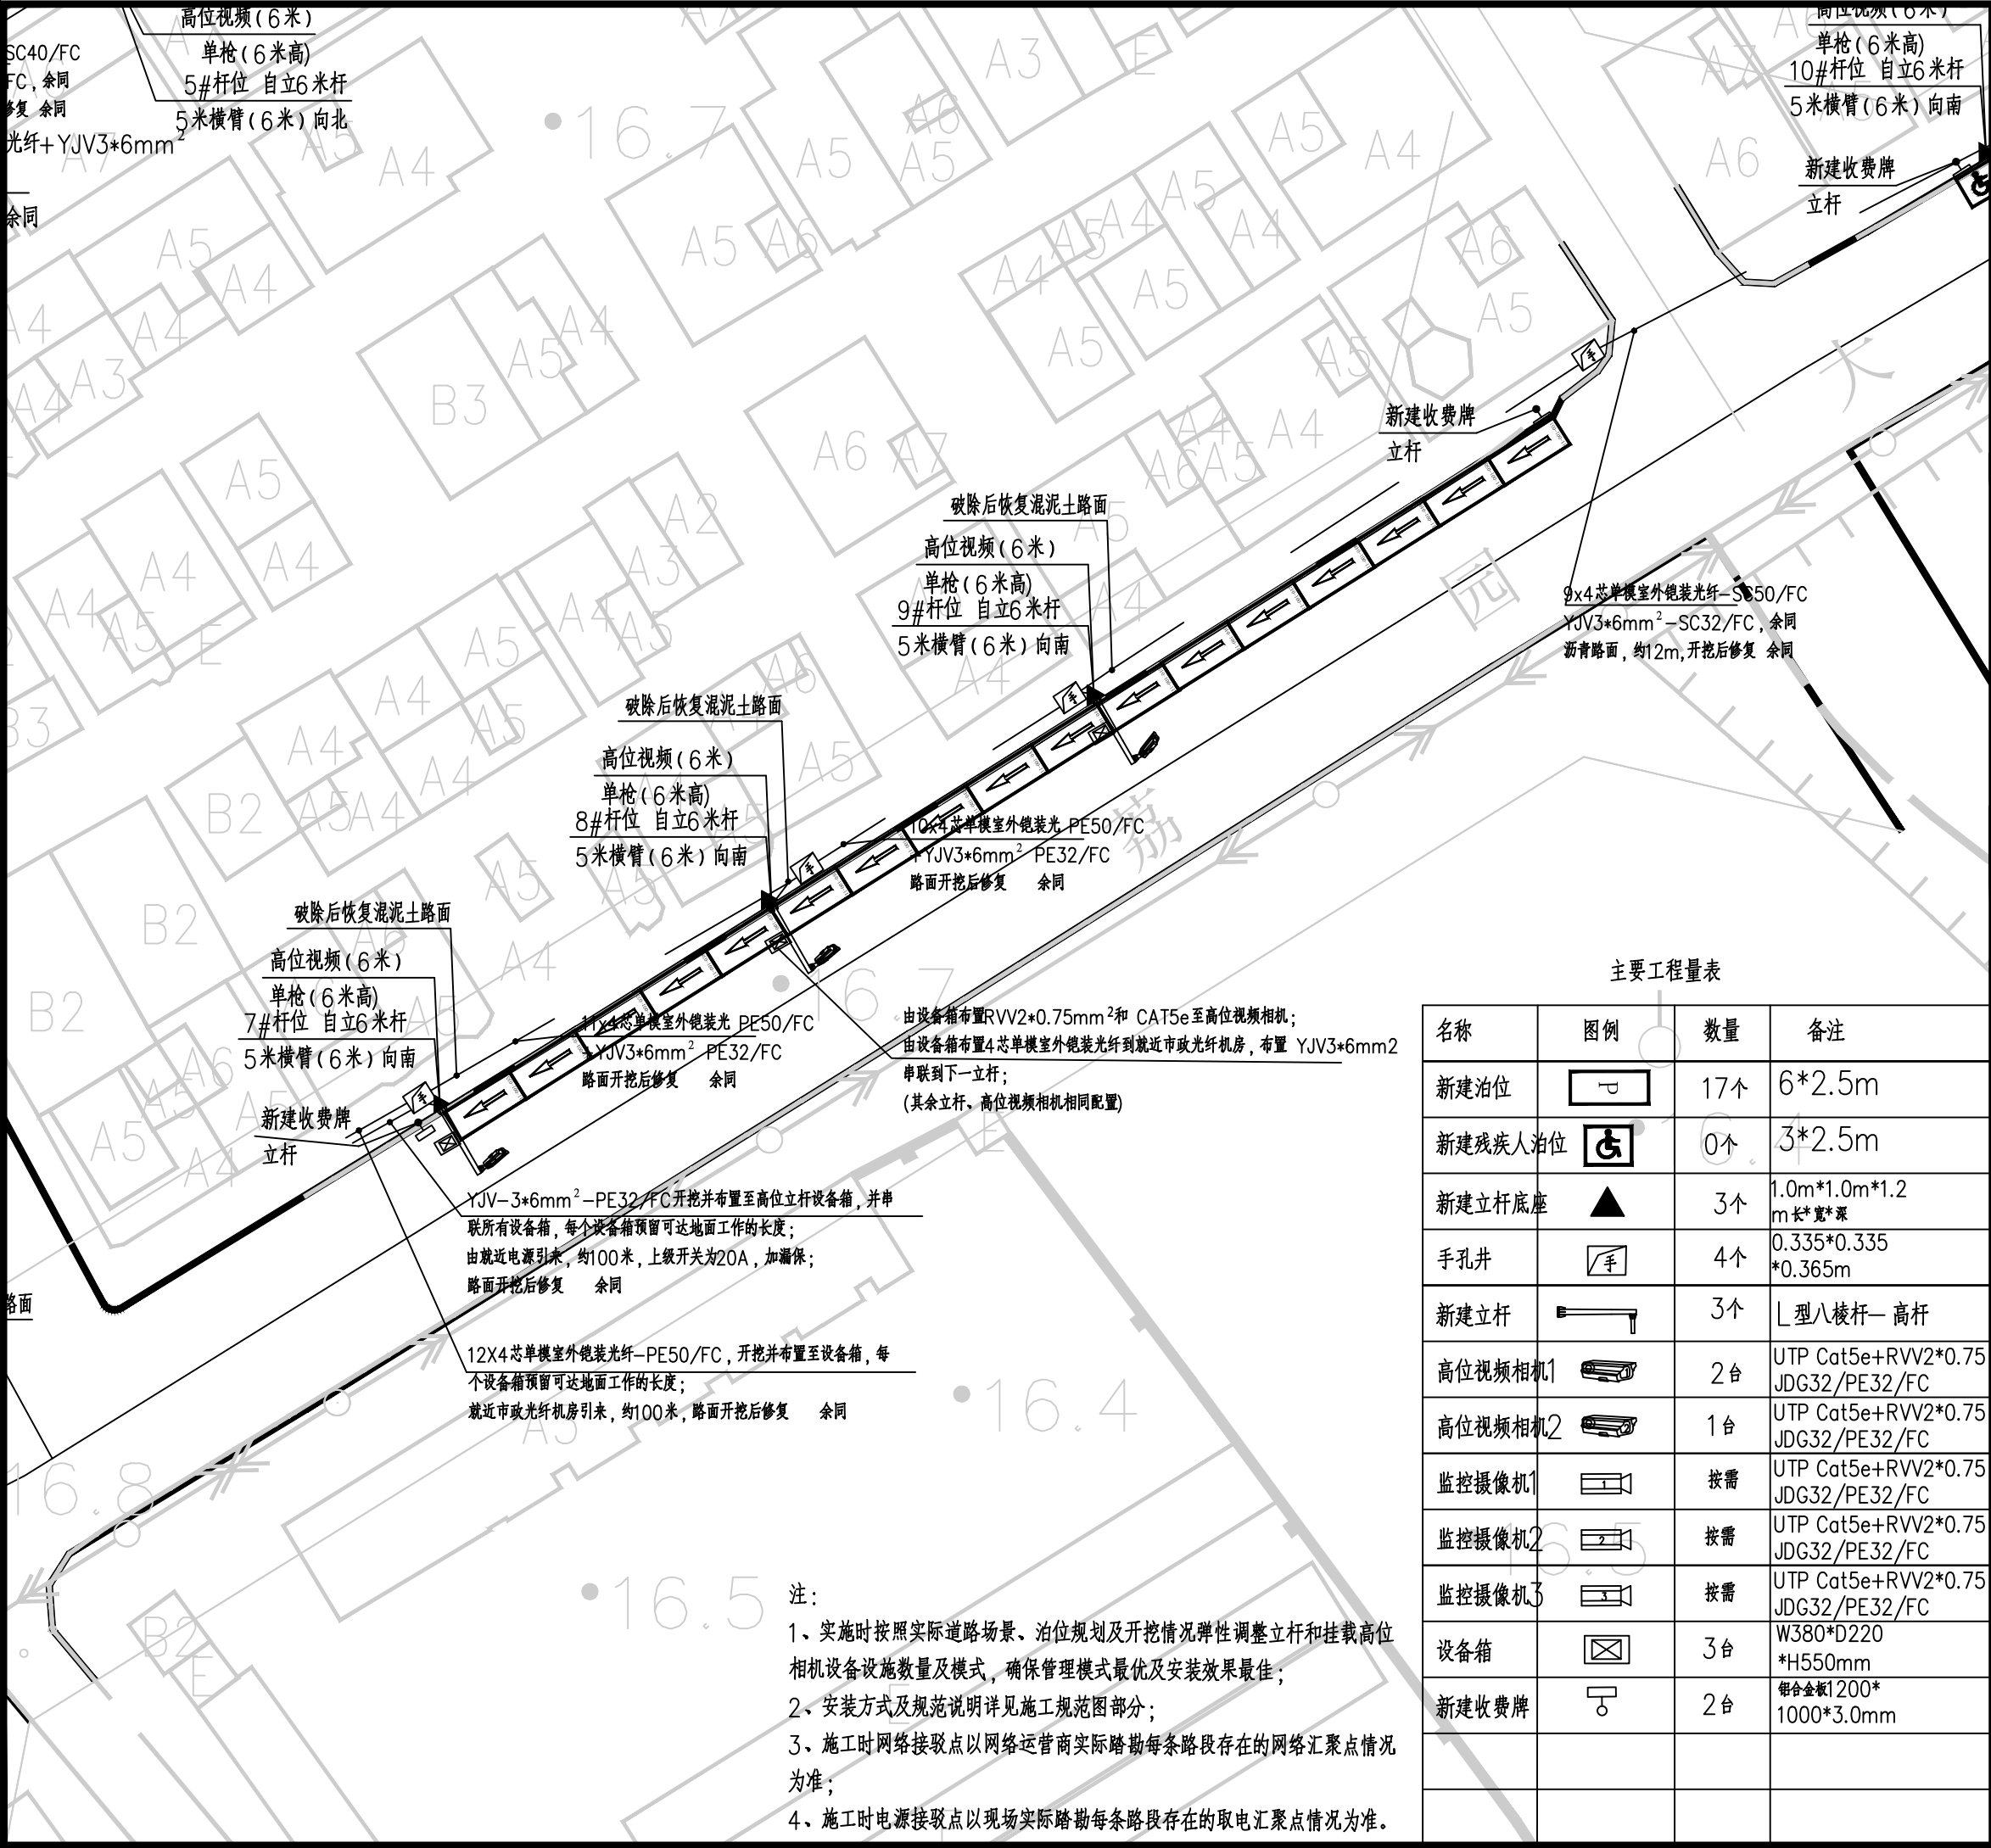 高位视频(6米)
单枪(6米高)
5#杆位 自立6米杆
5米横臂(6米)向北
SC40/FC
FC,余同
修复 余同
光纤+YJV3*6mm²
余同
高位视频(6米)
单枪(6米高)
10#杆位 自立6米杆
5米横臂(6米)向南
新建收费牌
立杆
新建收费牌
立杆
破除后恢复混泥土路面
高位视频(6米)
单枪(6米高)
9#杆位 自立6米杆
5米横臂(6米)向南
9x4芯单模室外铠装光纤-SC50/FC
YJV3*6mm²-SC32/FC,余同
沥青路面,约12m,开挖后修复 余同
破除后恢复混泥土路面
高位视频(6米)
单枪(6米高)
8#杆位 自立6米杆
5米横臂(6米)向南
10x4芯单模室外铠装光 PE50/FC
+YJV3*6mm² PE32/FC
路面开挖后修复 余同
破除后恢复混泥土路面
高位视频(6米)
单枪(6米高)
7#杆位 自立6米杆
5米横臂(6米)向南
11x4芯单模室外铠装光 PE50/FC
+YJV3*6mm² PE32/FC
路面开挖后修复 余同
新建收费牌
立杆
由设备箱布置RVV2*0.75mm²和 CAT5e至高位视频相机;
由设备箱布置4芯单模室外铠装光纤到就近市政光纤机房,布置 YJV3*6mm2
串联到下一立杆;
(其余立杆、高位视频相机相同配置)
YJV-3*6mm²-PE32/FC开挖并布置至高位立杆设备箱,并串
联所有设备箱,每个设备箱预留可达地面工作的长度;
由就近电源引来,约100米,上级开关为20A,加漏保;
路面开挖后修复 余同
12X4芯单模室外铠装光纤-PE50/FC,开挖并布置至设备箱,每
个设备箱预留可达地面工作的长度;
就近市政光纤机房引来,约100米,路面开挖后修复 余同
路面
荔
园
大
16.7
16.7
16.8
16.4
16.5
16.4
16.5
主要工程量表
名称 图例 数量 备注
新建泊位 P 17个 6*2.5m
新建残疾人泊位 0个 3*2.5m
新建立杆底座 3个 1.0m*1.0m*1.2
m长*宽*深
手孔井 手 4个 0.335*0.335
*0.365m
新建立杆 3个 L型八棱杆一高杆
高位视频相机1 2台 UTP Cat5e+RVV2*0.75
JDG32/PE32/FC
高位视频相机2 1台 UTP Cat5e+RVV2*0.75
JDG32/PE32/FC
监控摄像机1 1 按需 UTP Cat5e+RVV2*0.75
JDG32/PE32/FC
监控摄像机2 2 按需 UTP Cat5e+RVV2*0.75
JDG32/PE32/FC
监控摄像机3 3 按需 UTP Cat5e+RVV2*0.75
JDG32/PE32/FC
设备箱 3台 W380*D220
*H550mm
新建收费牌 2台 铝合金板1200*
1000*3.0mm
注:
1、实施时按照实际道路场景、泊位规划及开挖情况弹性调整立杆和挂载高位
相机设备设施数量及模式,确保管理模式最优及安装效果最佳;
2、安装方式及规范说明详见施工规范图部分;
3、施工时网络接驳点以网络运营商实际踏勘每条路段存在的网络汇聚点情况
为准;
4、施工时电源接驳点以现场实际踏勘每条路段存在的取电汇聚点情况为准。